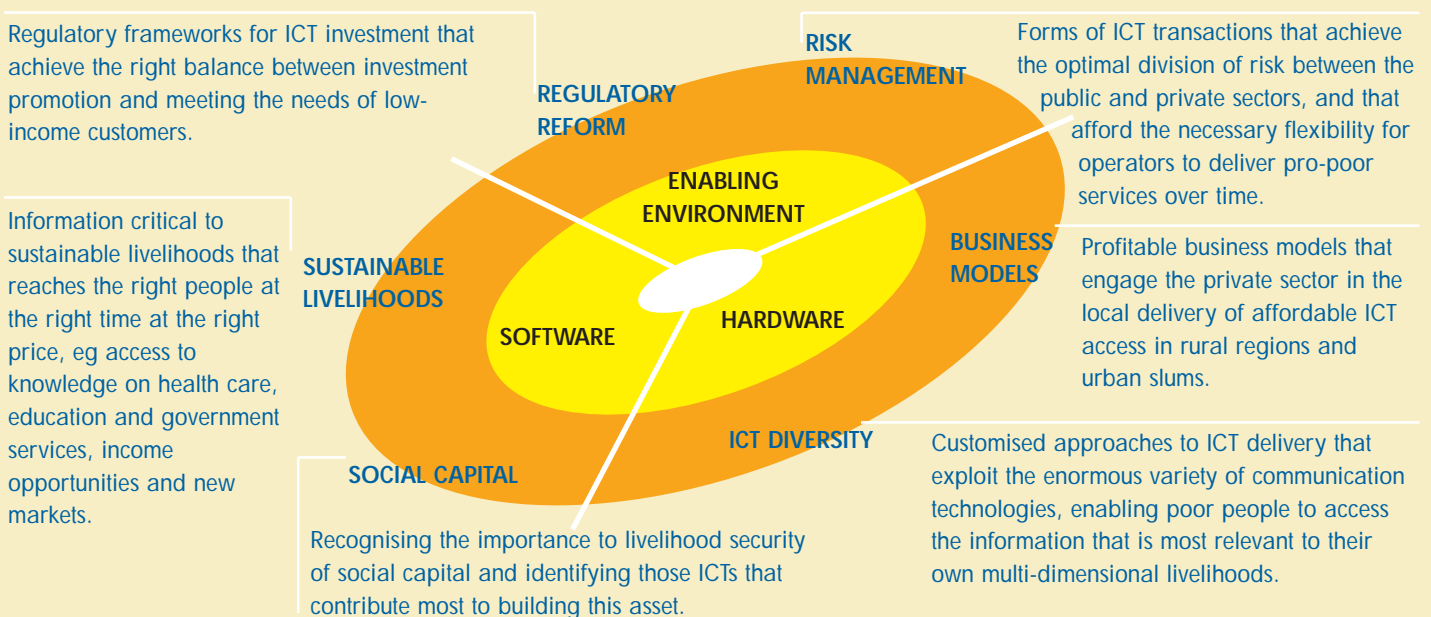 Regulatory frameworks for ICT investment that
achieve the right balance between investment
promotion and meeting the needs of low-
income customers.
REGULATORY
REFORM
RISK
MANAGEMENT
Forms of ICT transactions that achieve
the optimal division of risk between the
public and private sectors, and that
afford the necessary flexibility for
operators to deliver pro-poor
services over time.
ENABLING
ENVIRONMENT
Information critical to
sustainable livelihoods that
reaches the right people at
the right time at the right
price, eg access to
knowledge on health care,
education and government
services, income
opportunities and new
markets.
SUSTAINABLE
LIVELIHOODS
SOFTWARE
HARDWARE
BUSINESS
MODELS
Profitable business models that
engage the private sector in the
local delivery of affordable ICT
access in rural regions and
urban slums.
SOCIAL CAPITAL
Recognising the importance to livelihood security
of social capital and identifying those ICTs that
contribute most to building this asset.
ICT DIVERSITY
Customised approaches to ICT delivery that
exploit the enormous variety of communication
technologies, enabling poor people to access
the information that is most relevant to their
own multi-dimensional livelihoods.